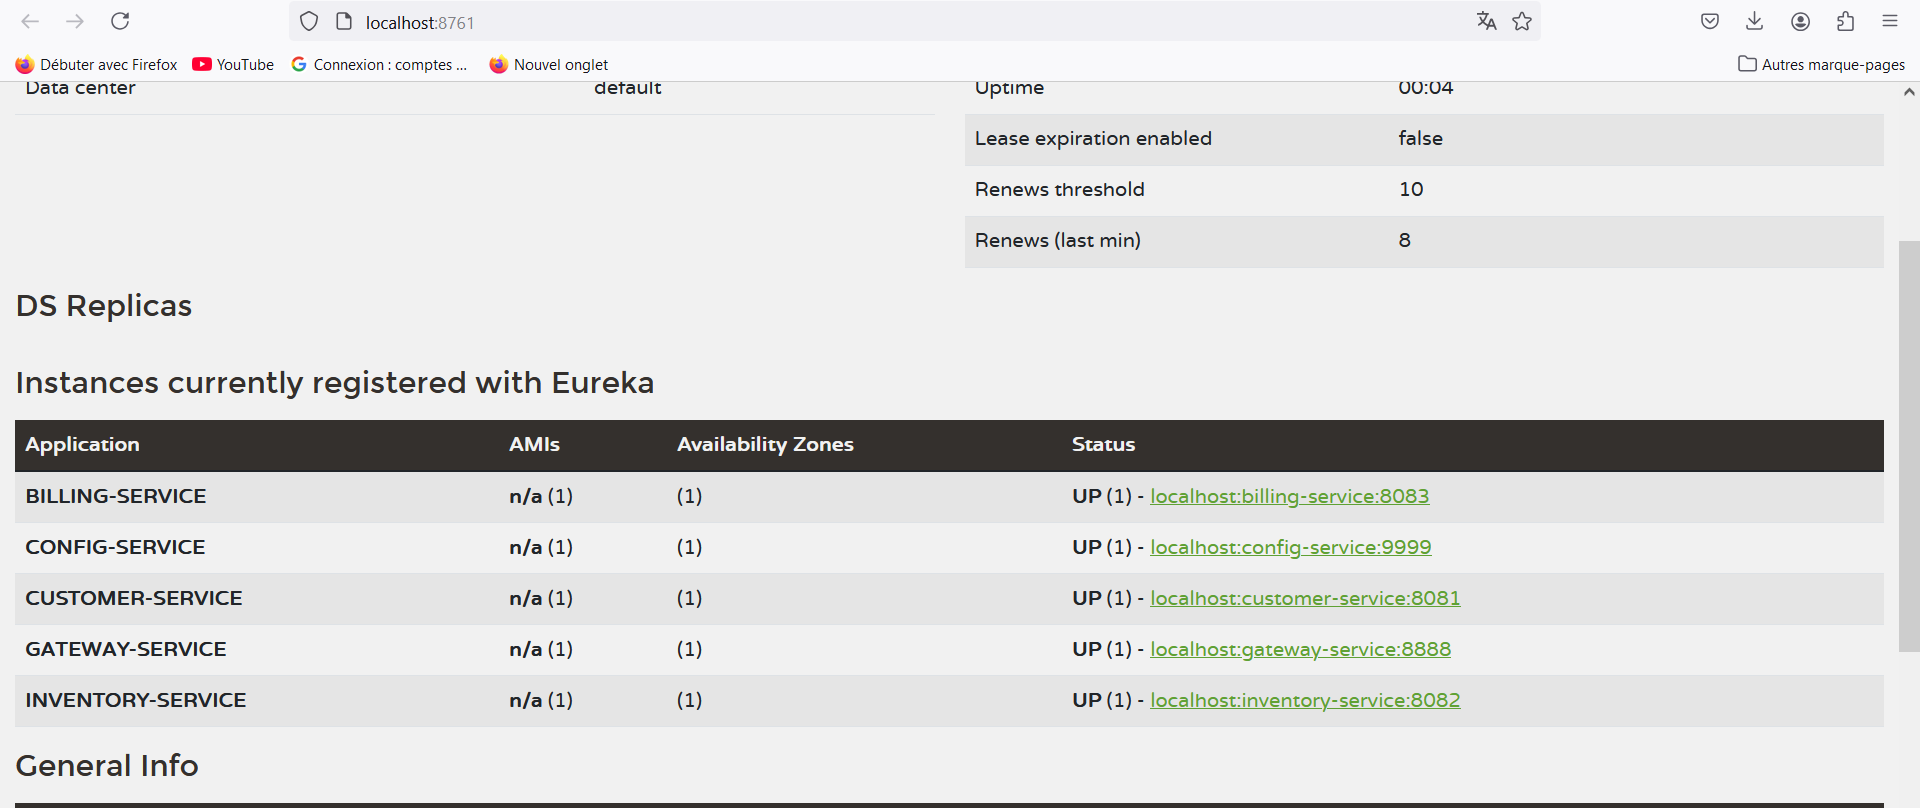 localhost:8761
Débuter avec Firefox YouTube Connexion : comptes ... Nouvel onglet Autres marque-pages
Data center default
Uptime 00:04
Lease expiration enabled false
Renews threshold 10
Renews (last min) 8
DS Replicas
Instances currently registered with Eureka
Application AMIs Availability Zones Status
BILLING-SERVICE n/a (1) (1) UP (1) - localhost:billing-service:8083
CONFIG-SERVICE n/a (1) (1) UP (1) - localhost:config-service:9999
CUSTOMER-SERVICE n/a (1) (1) UP (1) - localhost:customer-service:8081
GATEWAY-SERVICE n/a (1) (1) UP (1) - localhost:gateway-service:8888
INVENTORY-SERVICE n/a (1) (1) UP (1) - localhost:inventory-service:8082
General Info